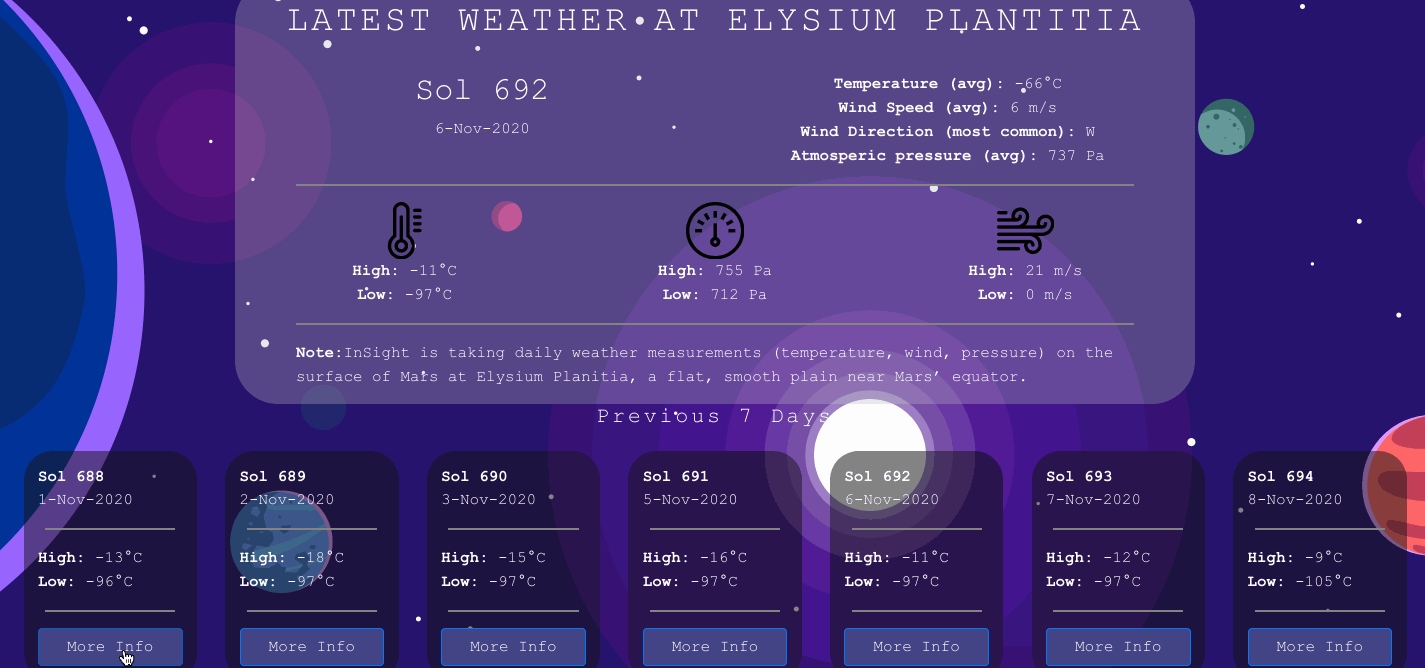 LATEST WEATHER AT ELYSIUM PLANTITIA
Sol 692
6-Nov-2020
Temperature (avg): -66°C
Wind Speed (avg): 6 m/s
Wind Direction (most common): W
Atmosperic pressure (avg): 737 Pa
High: -11°C
Low: -97°C
High: 755 Pa
Low: 712 Pa
High: 21 m/s
Low: 0 m/s
Note:InSight is taking daily weather measurements (temperature, wind, pressure) on the
surface of Mars at Elysium Planitia, a flat, smooth plain near Mars’ equator.
Previous 7 Days
Sol 688
1-Nov-2020
High: -13°C
Low: -96°C
More Info
Sol 689
2-Nov-2020
High: -18°C
Low: -97°C
More Info
Sol 690
3-Nov-2020
High: -15°C
Low: -97°C
More Info
Sol 691
5-Nov-2020
High: -16°C
Low: -97°C
More Info
Sol 692
6-Nov-2020
High: -11°C
Low: -97°C
More Info
Sol 693
7-Nov-2020
High: -12°C
Low: -97°C
More Info
Sol 694
8-Nov-2020
High: -9°C
Low: -105°C
More Info